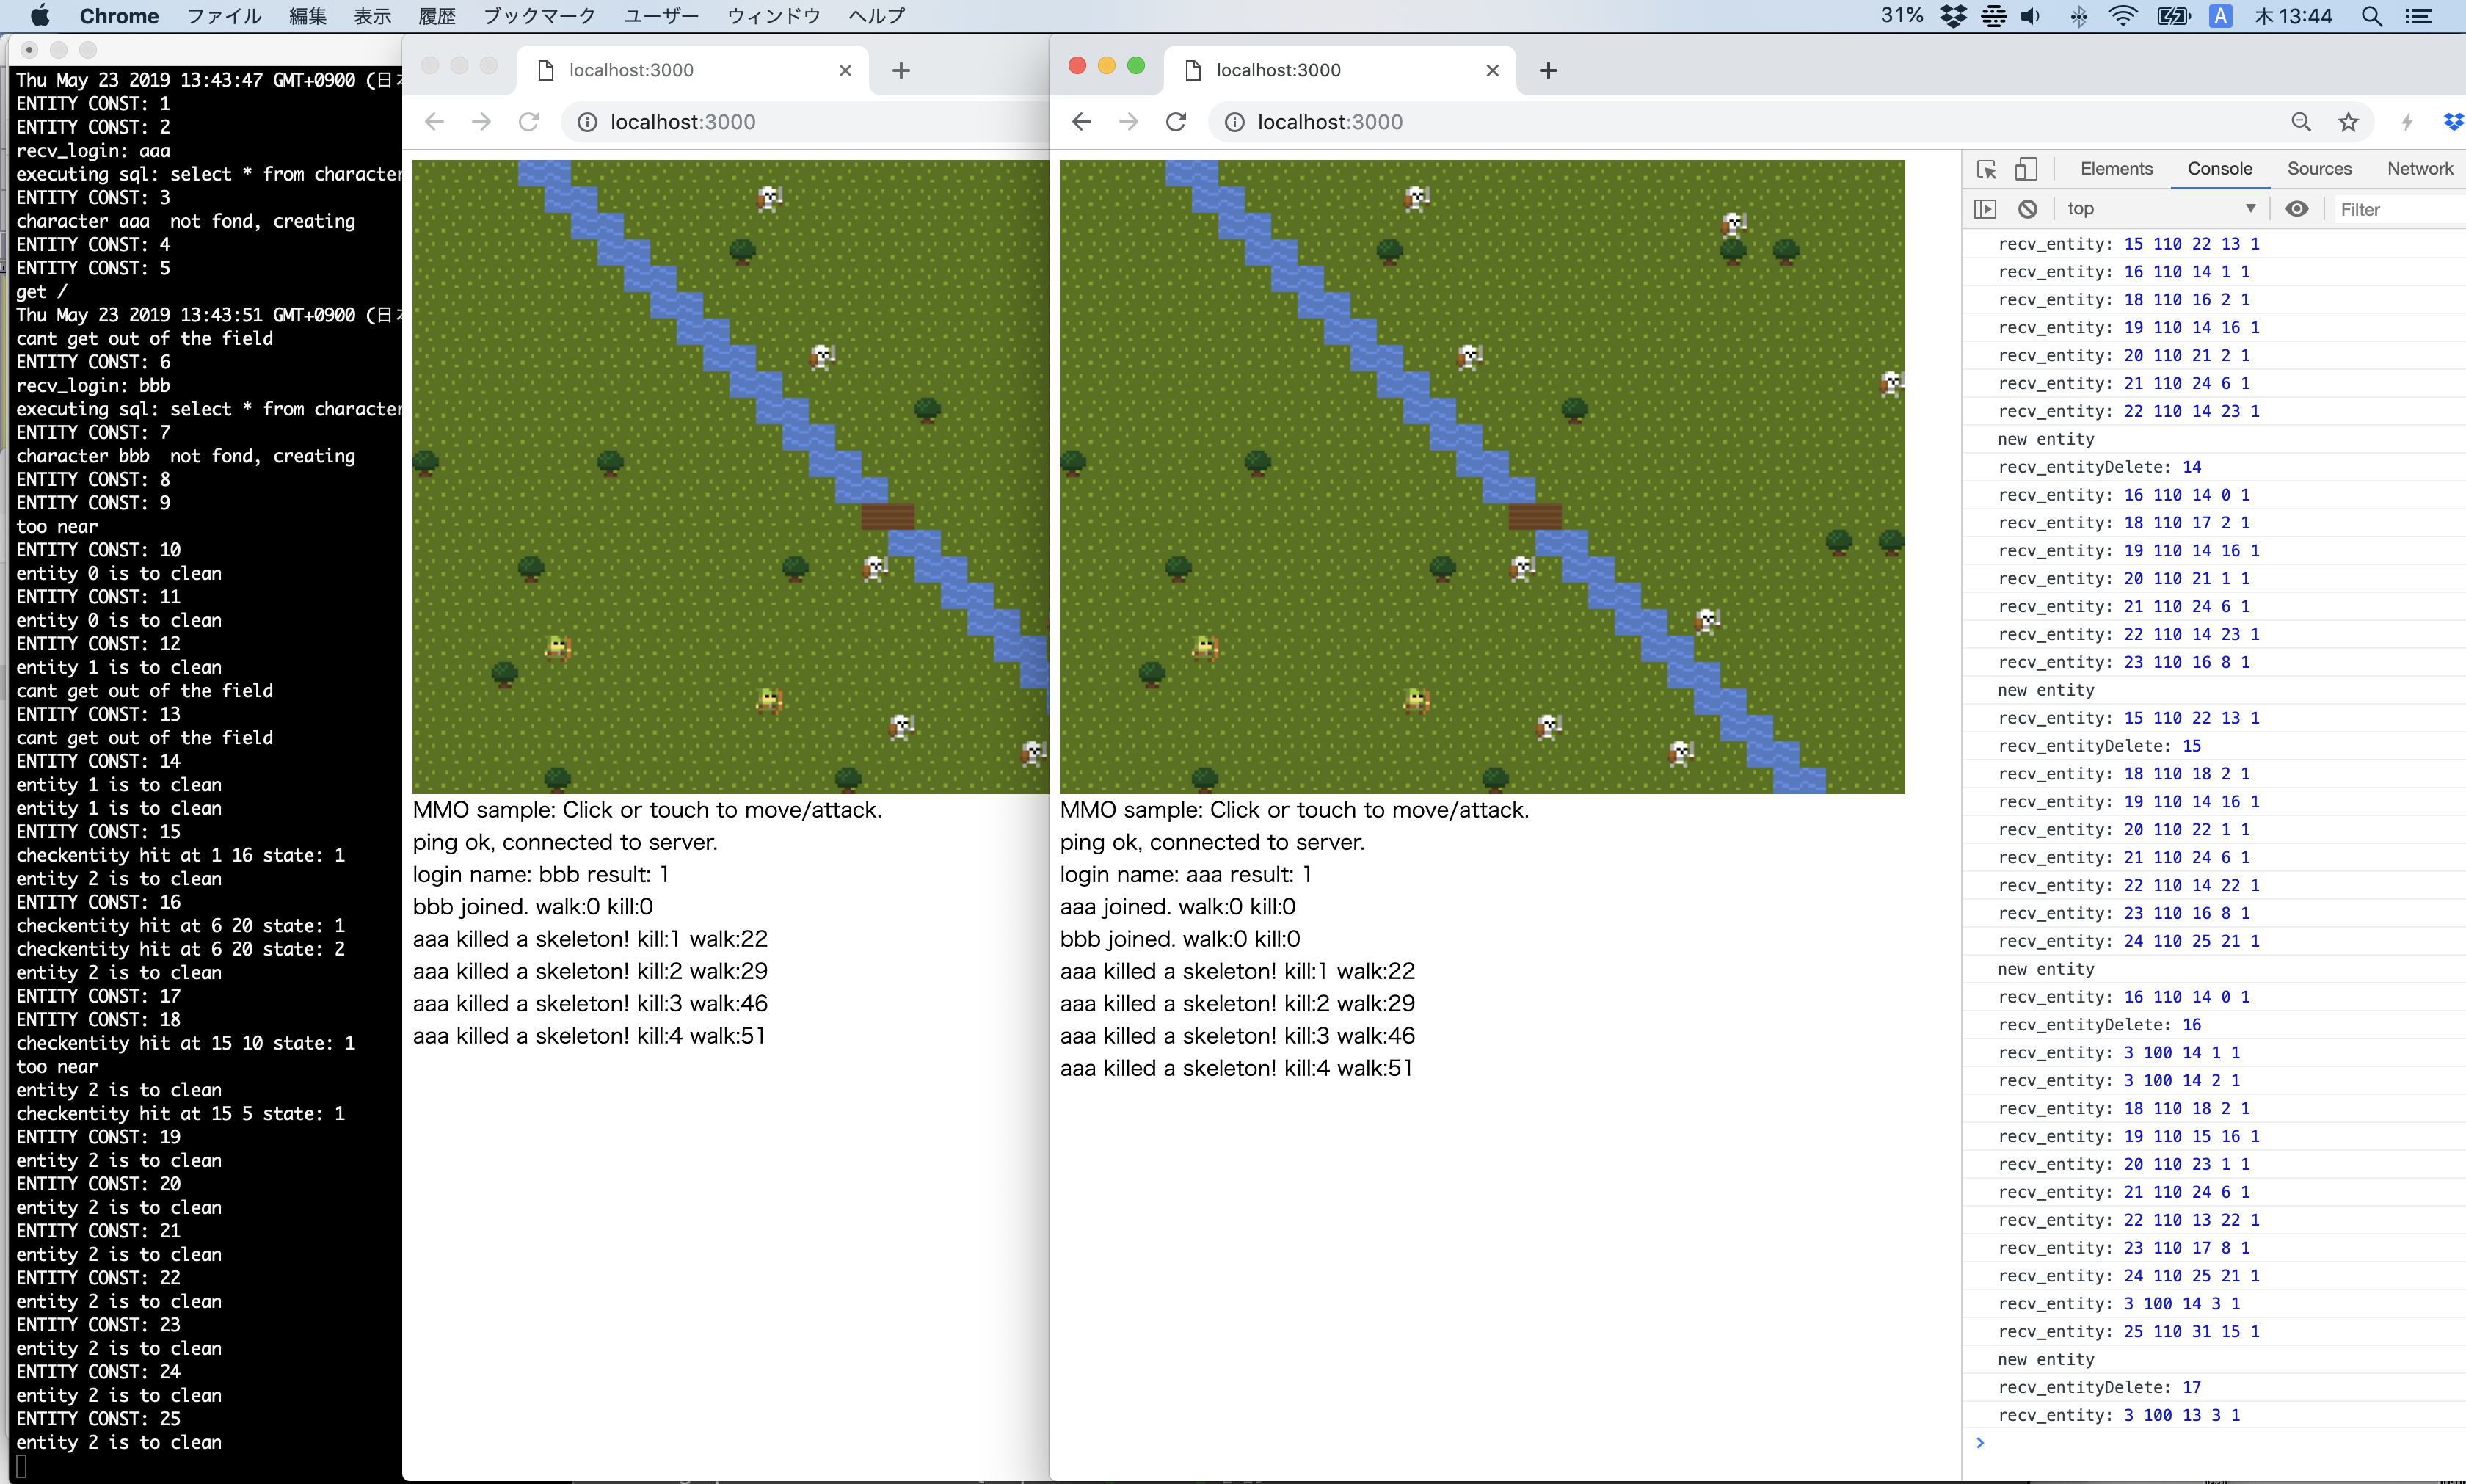 Chrome ファイル 編集 表示 履歴 ブックマーク ユーザー ウィンドウ ヘルプ 31% A 木 13:44
Thu May 23 2019 13:43:47 GMT+0900 (日
ENTITY CONST: 1
ENTITY CONST: 2
recv_login: aaa
executing sql: select * from character
ENTITY CONST: 3
character aaa  not fond, creating
ENTITY CONST: 4
ENTITY CONST: 5
get /
Thu May 23 2019 13:43:51 GMT+0900 (日
cant get out of the field
ENTITY CONST: 6
recv_login: bbb
executing sql: select * from character
ENTITY CONST: 7
character bbb  not fond, creating
ENTITY CONST: 8
ENTITY CONST: 9
too near
ENTITY CONST: 10
entity 0 is to clean
ENTITY CONST: 11
entity 0 is to clean
ENTITY CONST: 12
entity 1 is to clean
cant get out of the field
ENTITY CONST: 13
cant get out of the field
ENTITY CONST: 14
entity 1 is to clean
entity 1 is to clean
ENTITY CONST: 15
checkentity hit at 1 16 state: 1
entity 2 is to clean
ENTITY CONST: 16
checkentity hit at 6 20 state: 1
checkentity hit at 6 20 state: 2
entity 2 is to clean
ENTITY CONST: 17
ENTITY CONST: 18
checkentity hit at 15 10 state: 1
too near
entity 2 is to clean
checkentity hit at 15 5 state: 1
ENTITY CONST: 19
entity 2 is to clean
ENTITY CONST: 20
entity 2 is to clean
ENTITY CONST: 21
entity 2 is to clean
ENTITY CONST: 22
entity 2 is to clean
ENTITY CONST: 23
entity 2 is to clean
ENTITY CONST: 24
entity 2 is to clean
ENTITY CONST: 25
entity 2 is to clean
localhost:3000
localhost:3000
MMO sample: Click or touch to move/attack.
ping ok, connected to server.
login name: bbb result: 1
bbb joined. walk:0 kill:0
aaa killed a skeleton! kill:1 walk:22
aaa killed a skeleton! kill:2 walk:29
aaa killed a skeleton! kill:3 walk:46
aaa killed a skeleton! kill:4 walk:51
localhost:3000
localhost:3000
MMO sample: Click or touch to move/attack.
ping ok, connected to server.
login name: aaa result: 1
aaa joined. walk:0 kill:0
bbb joined. walk:0 kill:0
aaa killed a skeleton! kill:1 walk:22
aaa killed a skeleton! kill:2 walk:29
aaa killed a skeleton! kill:3 walk:46
aaa killed a skeleton! kill:4 walk:51
Elements Console Sources Network
top Filter
recv_entity: 15 110 22 13 1
recv_entity: 16 110 14 1 1
recv_entity: 18 110 16 2 1
recv_entity: 19 110 14 16 1
recv_entity: 20 110 21 2 1
recv_entity: 21 110 24 6 1
recv_entity: 22 110 14 23 1
new entity
recv_entityDelete: 14
recv_entity: 16 110 14 0 1
recv_entity: 18 110 17 2 1
recv_entity: 19 110 14 16 1
recv_entity: 20 110 21 1 1
recv_entity: 21 110 24 6 1
recv_entity: 22 110 14 23 1
recv_entity: 23 110 16 8 1
new entity
recv_entity: 15 110 22 13 1
recv_entityDelete: 15
recv_entity: 18 110 18 2 1
recv_entity: 19 110 14 16 1
recv_entity: 20 110 22 1 1
recv_entity: 21 110 24 6 1
recv_entity: 22 110 14 22 1
recv_entity: 23 110 16 8 1
recv_entity: 24 110 25 21 1
new entity
recv_entity: 16 110 14 0 1
recv_entityDelete: 16
recv_entity: 3 100 14 1 1
recv_entity: 3 100 14 2 1
recv_entity: 18 110 18 2 1
recv_entity: 19 110 15 16 1
recv_entity: 20 110 23 1 1
recv_entity: 21 110 24 6 1
recv_entity: 22 110 13 22 1
recv_entity: 23 110 17 8 1
recv_entity: 24 110 25 21 1
recv_entity: 3 100 14 3 1
recv_entity: 25 110 31 15 1
new entity
recv_entityDelete: 17
recv_entity: 3 100 13 3 1